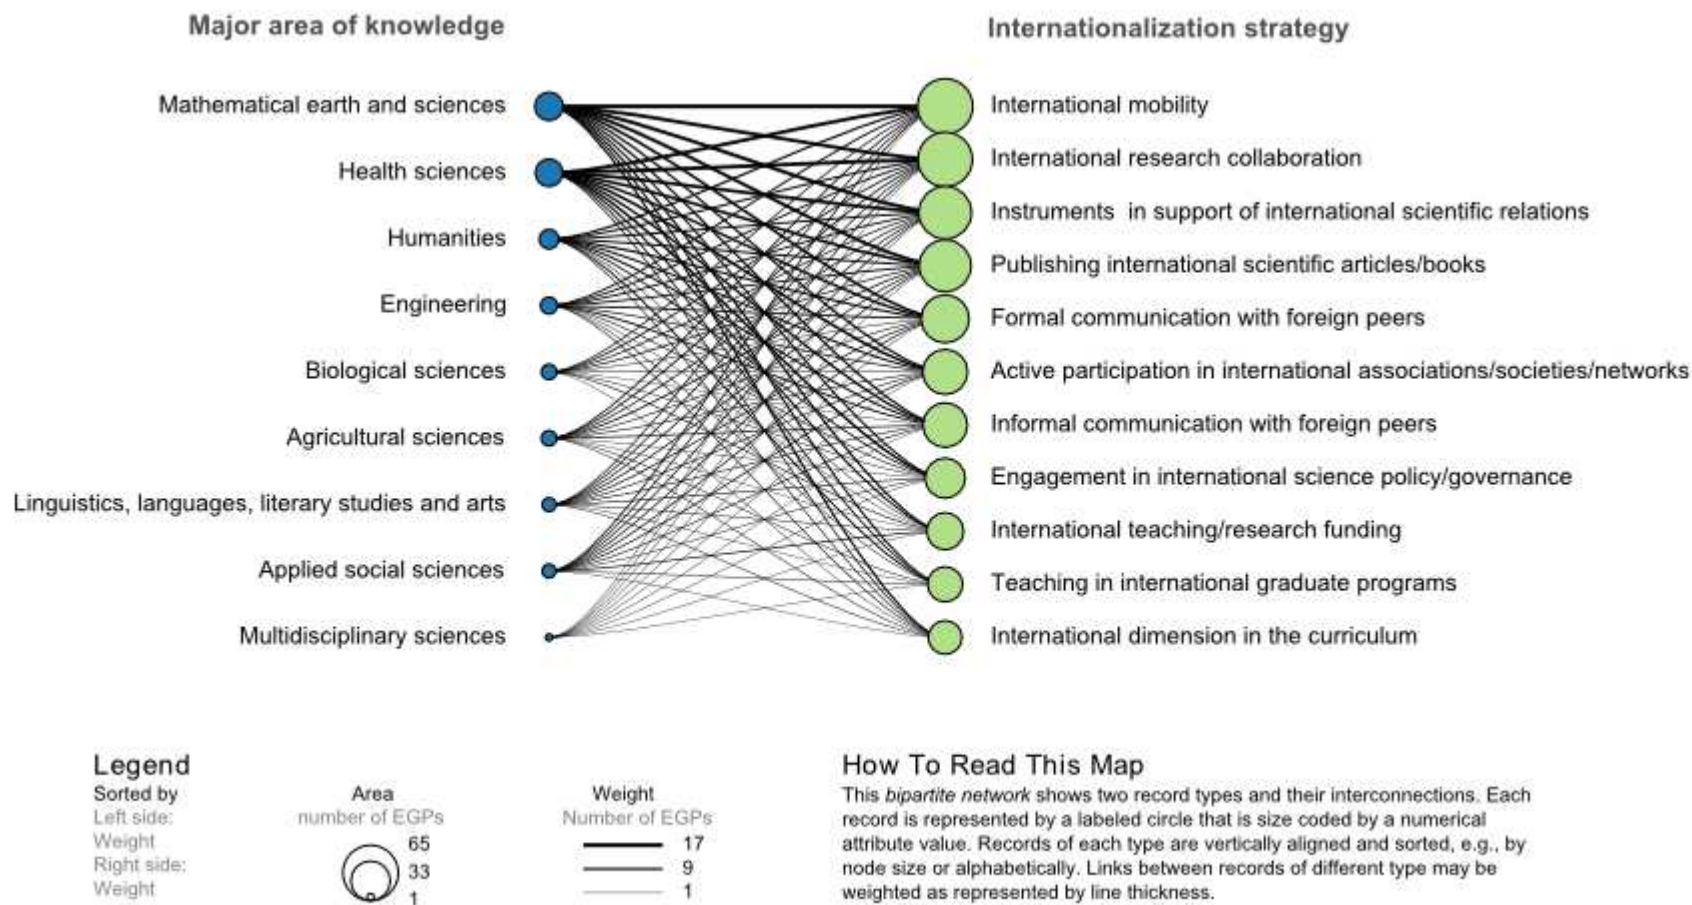 Major area of knowledge
Internationalization strategy
Mathematical earth and sciences
Health sciences
Humanities
Engineering
Biological sciences
Agricultural sciences
Linguistics, languages, literary studies and arts
Applied social sciences
Multidisciplinary sciences
International mobility
International research collaboration
Instruments in support of international scientific relations
Publishing international scientific articles/books
Formal communication with foreign peers
Active participation in international associations/societies/networks
Informal communication with foreign peers
Engagement in international science policy/governance
International teaching/research funding
Teaching in international graduate programs
International dimension in the curriculum
Legend
Sorted by
Left side:
Weight
Right side:
Weight
Area
number of EGPs
65
33
1
Weight
Number of EGPs
17
9
1
How To Read This Map
This bipartite network shows two record types and their interconnections. Each
record is represented by a labeled circle that is size coded by a numerical
attribute value. Records of each type are vertically aligned and sorted, e.g., by
node size or alphabetically. Links between records of different type may be
weighted as represented by line thickness.